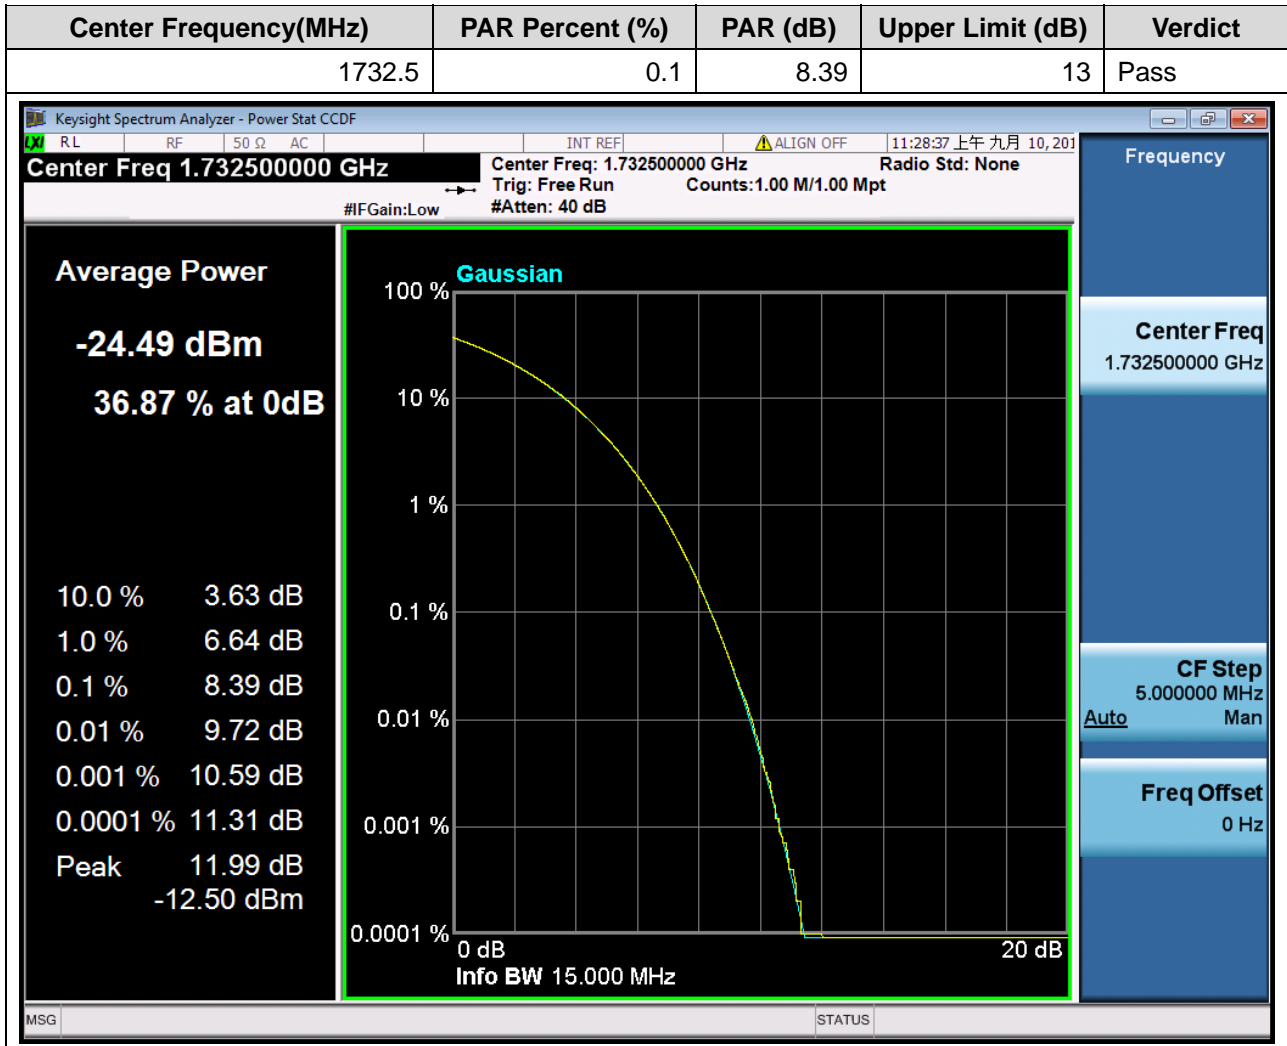 Center Frequency(MHz) PAR Percent (%) PAR (dB) Upper Limit (dB) Verdict
1732.5 0.1 8.39 13 Pass
Keysight Spectrum Analyzer - Power Stat CCDF
LXI RL RF 50 Ω AC INT REF ALIGN OFF 11:28:37 上午 九月 10, 201
Center Freq 1.732500000 GHz
Center Freq: 1.732500000 GHz Radio Std: None
Trig: Free Run Counts:1.00 M/1.00 Mpt
#IFGain:Low #Atten: 40 dB
Average Power
-24.49 dBm
36.87 % at 0dB
10.0 % 3.63 dB
1.0 % 6.64 dB
0.1 % 8.39 dB
0.01 % 9.72 dB
0.001 % 10.59 dB
0.0001 % 11.31 dB
Peak 11.99 dB
-12.50 dBm
Gaussian
100 %
10 %
1 %
0.1 %
0.01 %
0.001 %
0.0001 %
0 dB 20 dB
Info BW 15.000 MHz
Frequency
Center Freq
1.732500000 GHz
CF Step
5.000000 MHz
Auto Man
Freq Offset
0 Hz
MSG STATUS